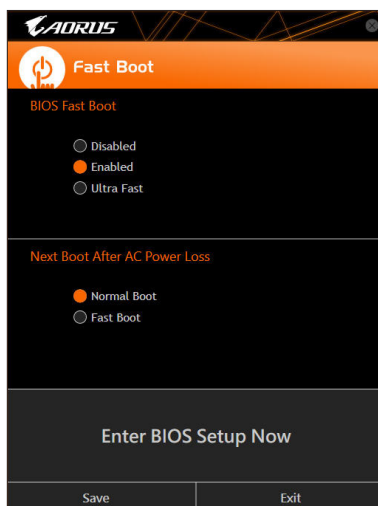 AORUS
Fast Boot
BIOS Fast Boot
Disabled
Enabled
Ultra Fast
Next Boot After AC Power Loss
Normal Boot
Fast Boot
Enter BIOS Setup Now
Save
Exit